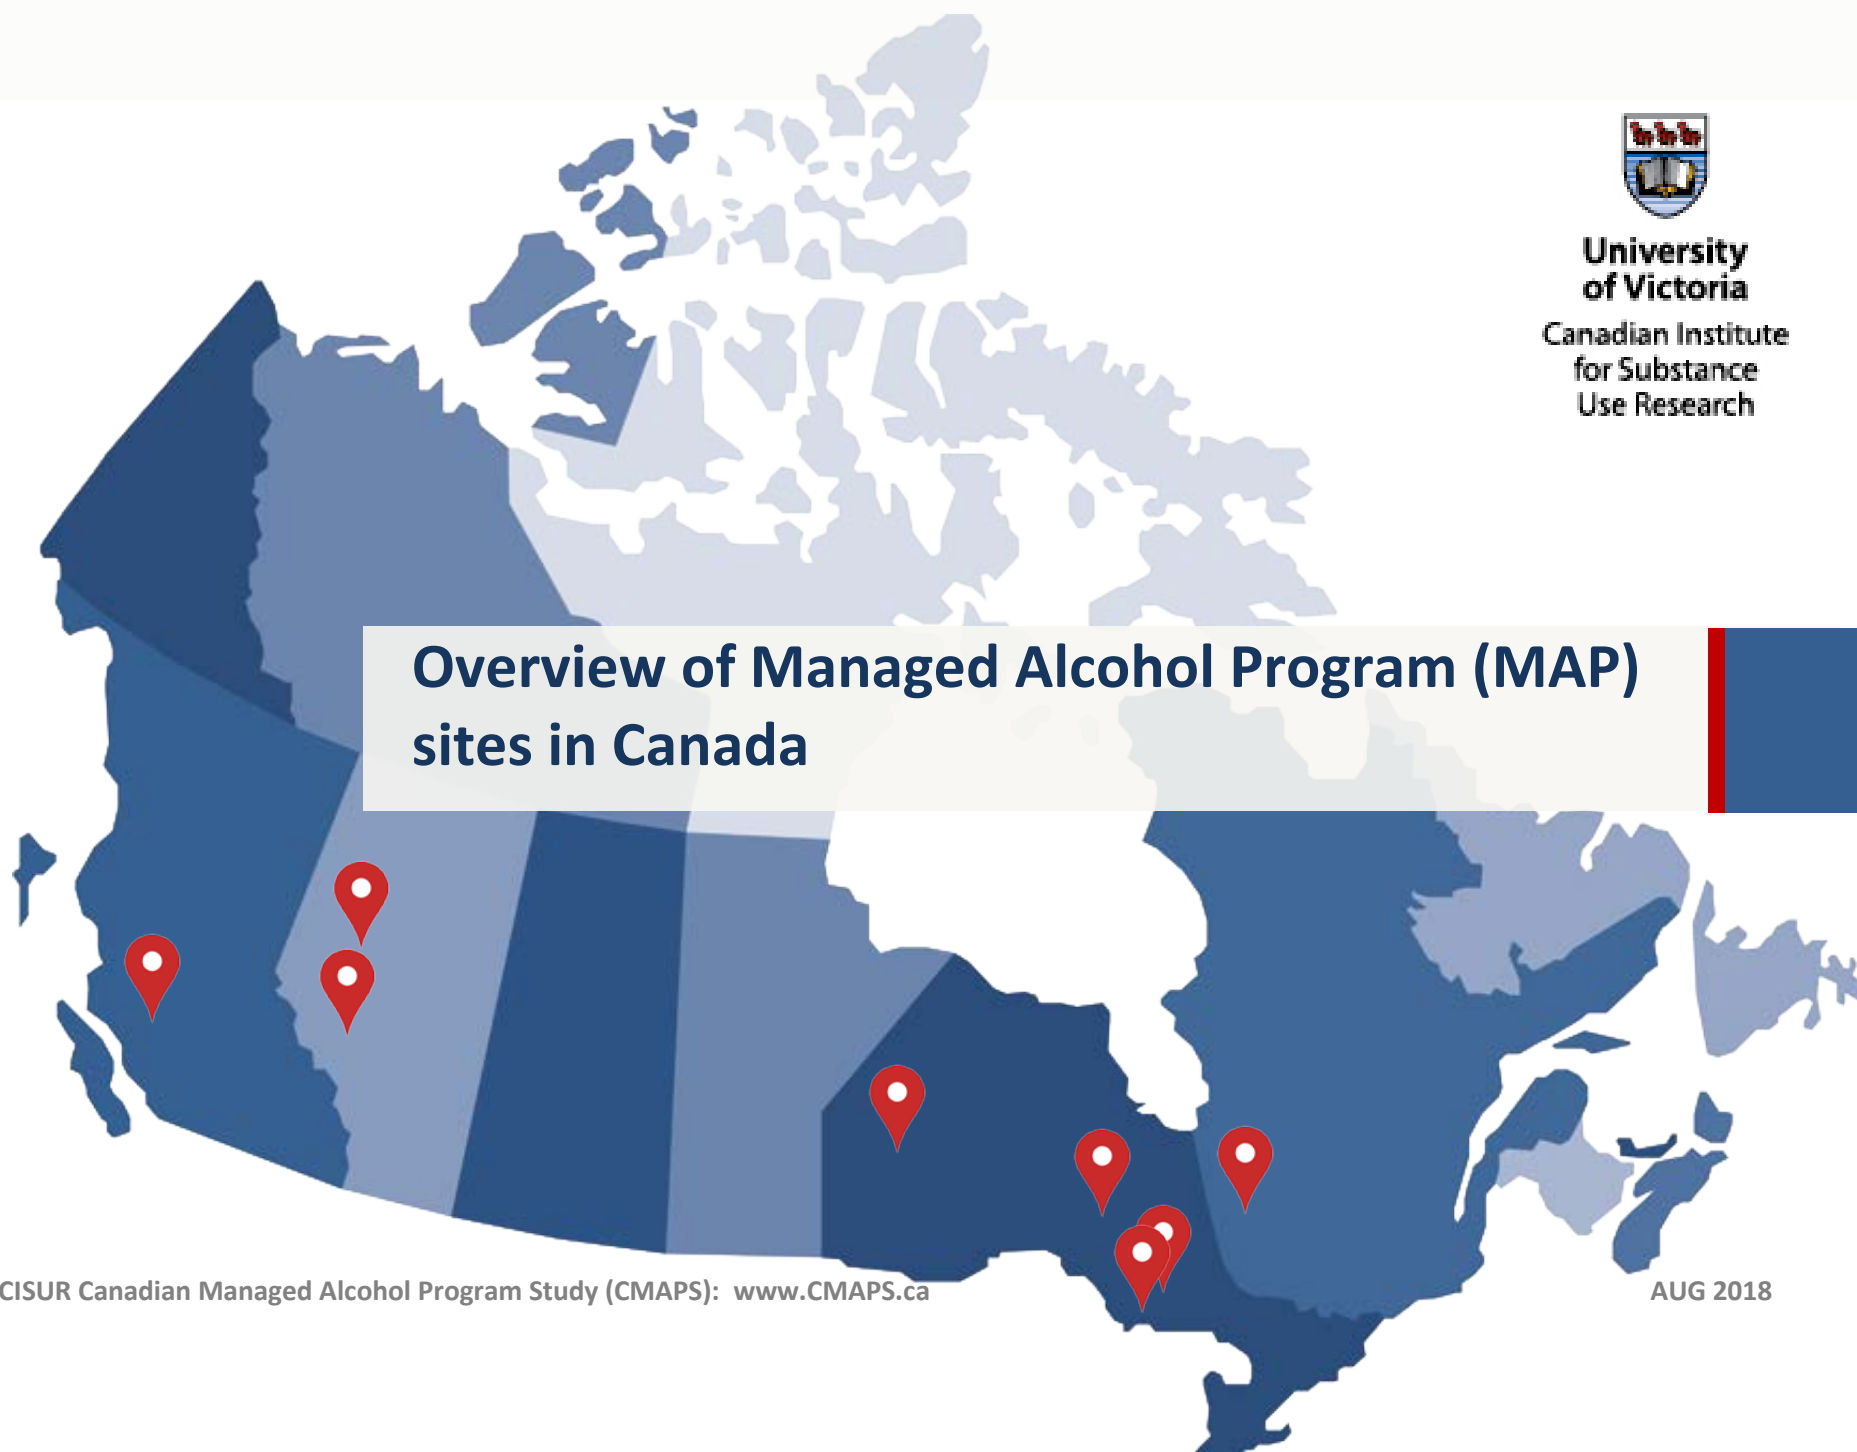 University
of Victoria
Canadian Institute
for Substance
Use Research
Overview of Managed Alcohol Program (MAP)
sites in Canada
CISUR Canadian Managed Alcohol Program Study (CMAPS): www.CMAPS.ca
AUG 2018